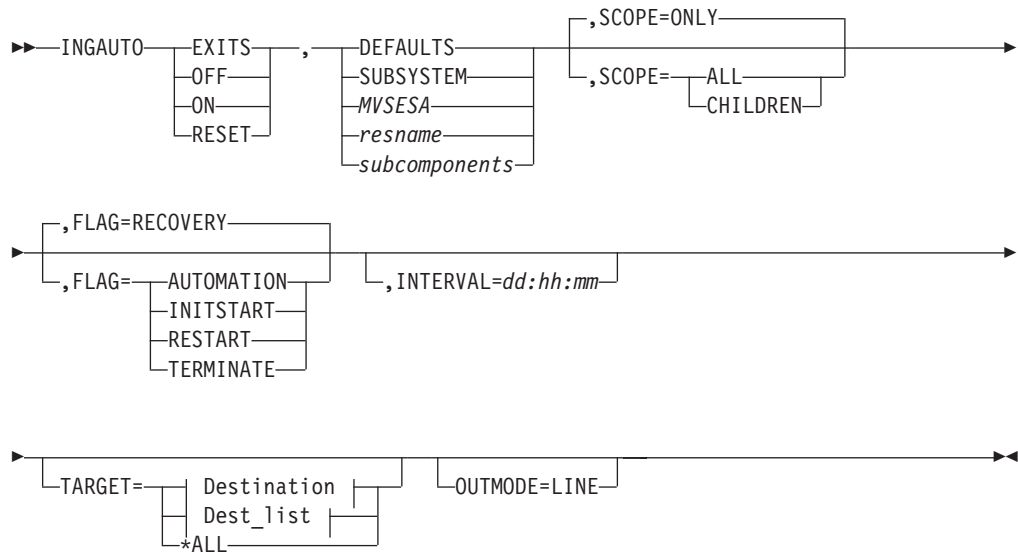 ,SCOPE=ONLY
INGAUTO EXITS , DEFAULTS
OFF SUBSYSTEM ,SCOPE= ALL
ON MVSESA CHILDREN
RESET resname
subcomponents
,FLAG=RECOVERY
,FLAG= AUTOMATION ,INTERVAL=dd:hh:mm
INITSTART
RESTART
TERMINATE
TARGET= Destination OUTMODE=LINE
Dest_list
*ALL